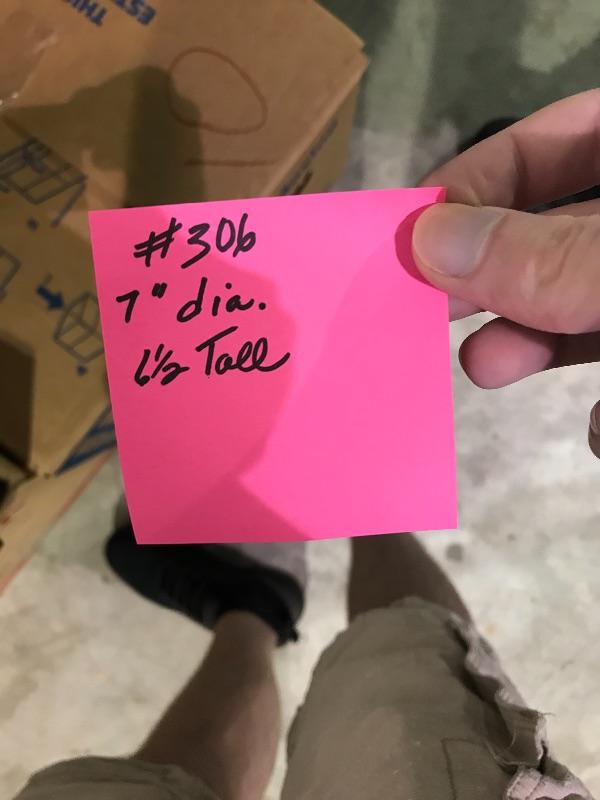 #306
7" dia.
6½ Tall